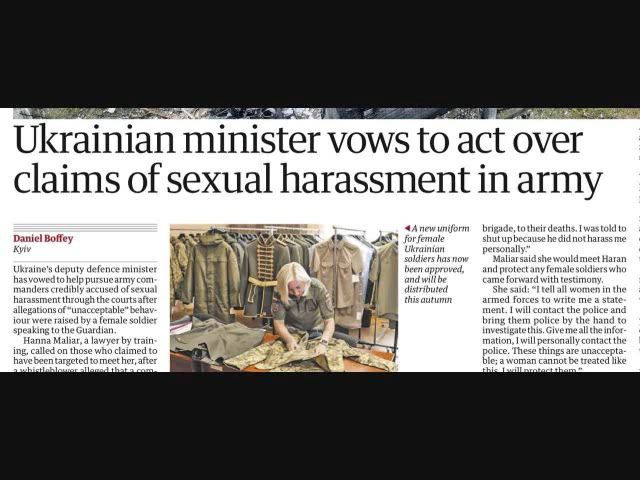 Ukrainian minister vows to act over
claims of sexual harassment in army
Daniel Boffey
Kyiv
Ukraine's deputy defence minister
has vowed to help pursue army com-
manders credibly accused of sexual
harassment through the courts after
allegations of "unacceptable" behav-
iour were raised by a female soldier
speaking to the Guardian.
Hanna Maliar, a lawyer by train-
ing, called on those who claimed to
have been targeted to meet her, after
a whistleblower alleged that a com-
◀ A new uniform
for female
Ukrainian
soldiers has now
been approved,
and will be
distributed
this autumn
brigade, to their deaths. I was told to
shut up because he did not harass me
personally."
Maliar said she would meet Haran
and protect any female soldiers who
came forward with testimony.
She said: "I tell all women in the
armed forces to write me a state-
ment. I will contact the police and
bring them police by the hand to
investigate this. Give me all the infor-
mation, I will personally contact the
police. These things are unaccepta-
ble; a woman cannot be treated like
this. I will protect them."